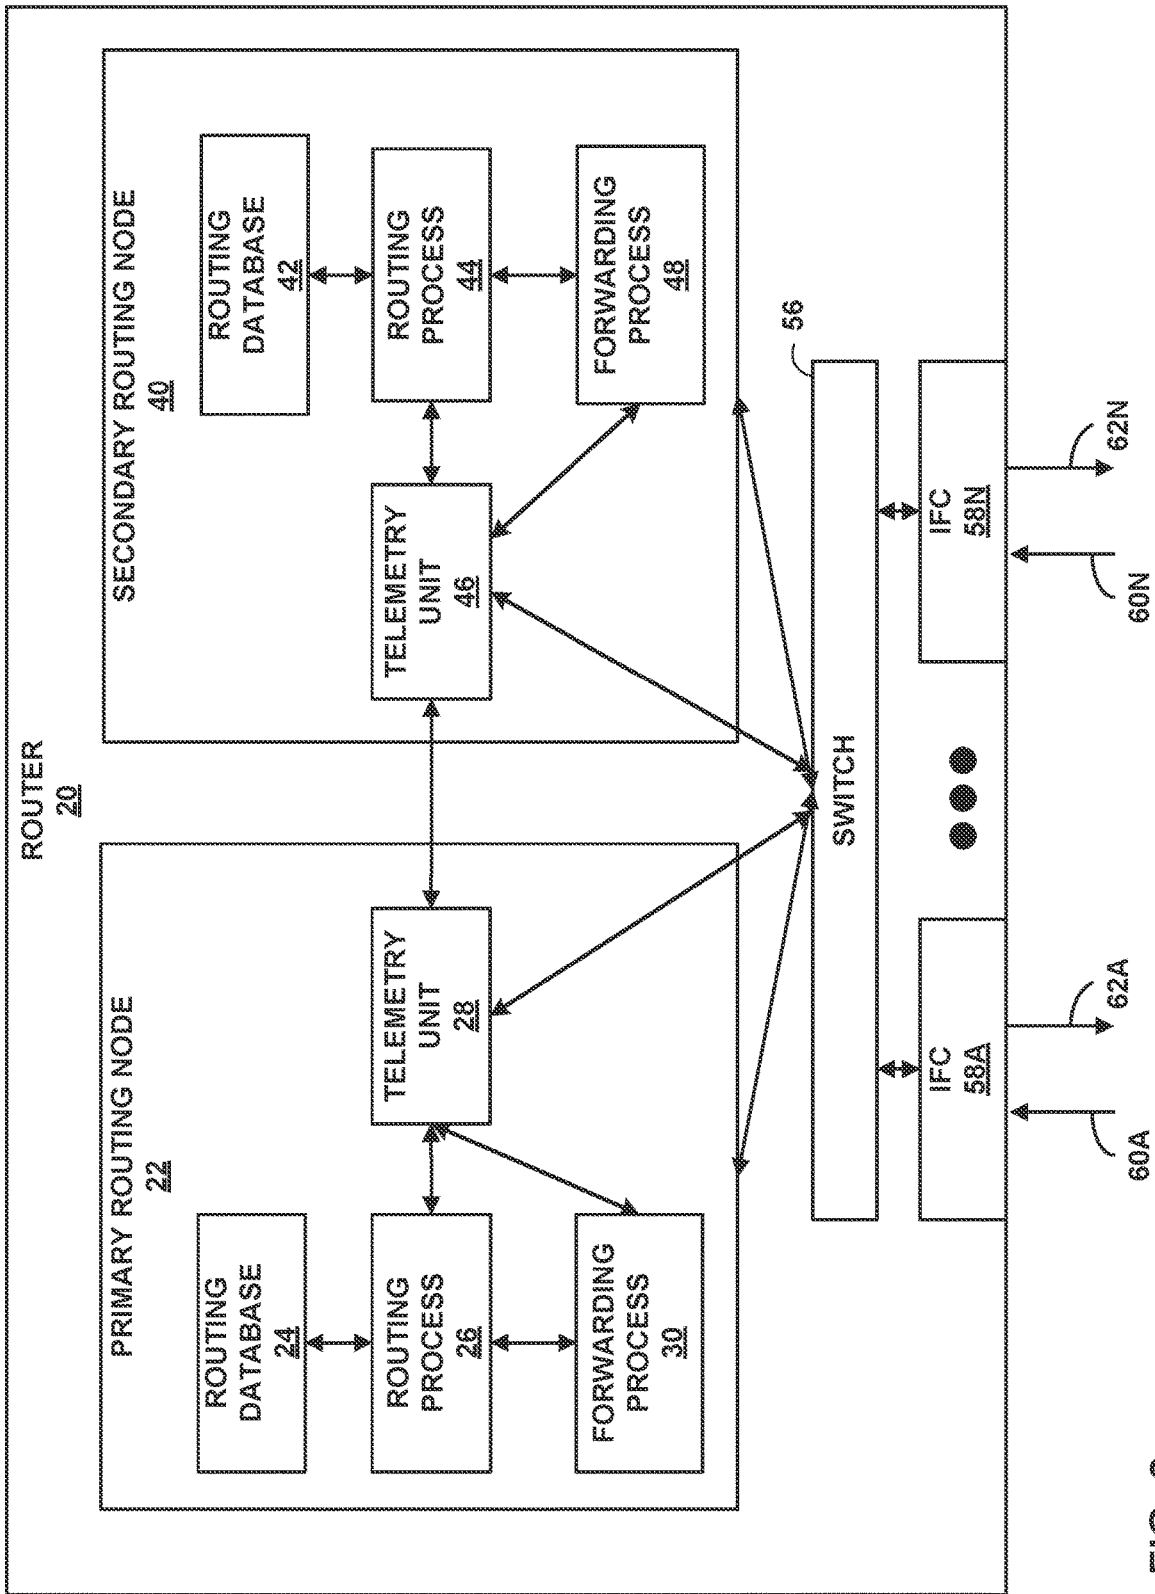 ROUTER
20
PRIMARY ROUTING NODE
22
ROUTING
DATABASE
24
ROUTING
PROCESS
26
FORWARDING
PROCESS
30
TELEMETRY
UNIT
28
SECONDARY ROUTING NODE
40
TELEMETRY
UNIT
46
ROUTING
DATABASE
42
ROUTING
PROCESS
44
FORWARDING
PROCESS
48
SWITCH
56
IFC
58A
IFC
58N
60A
62A
60N
62N
FIG.